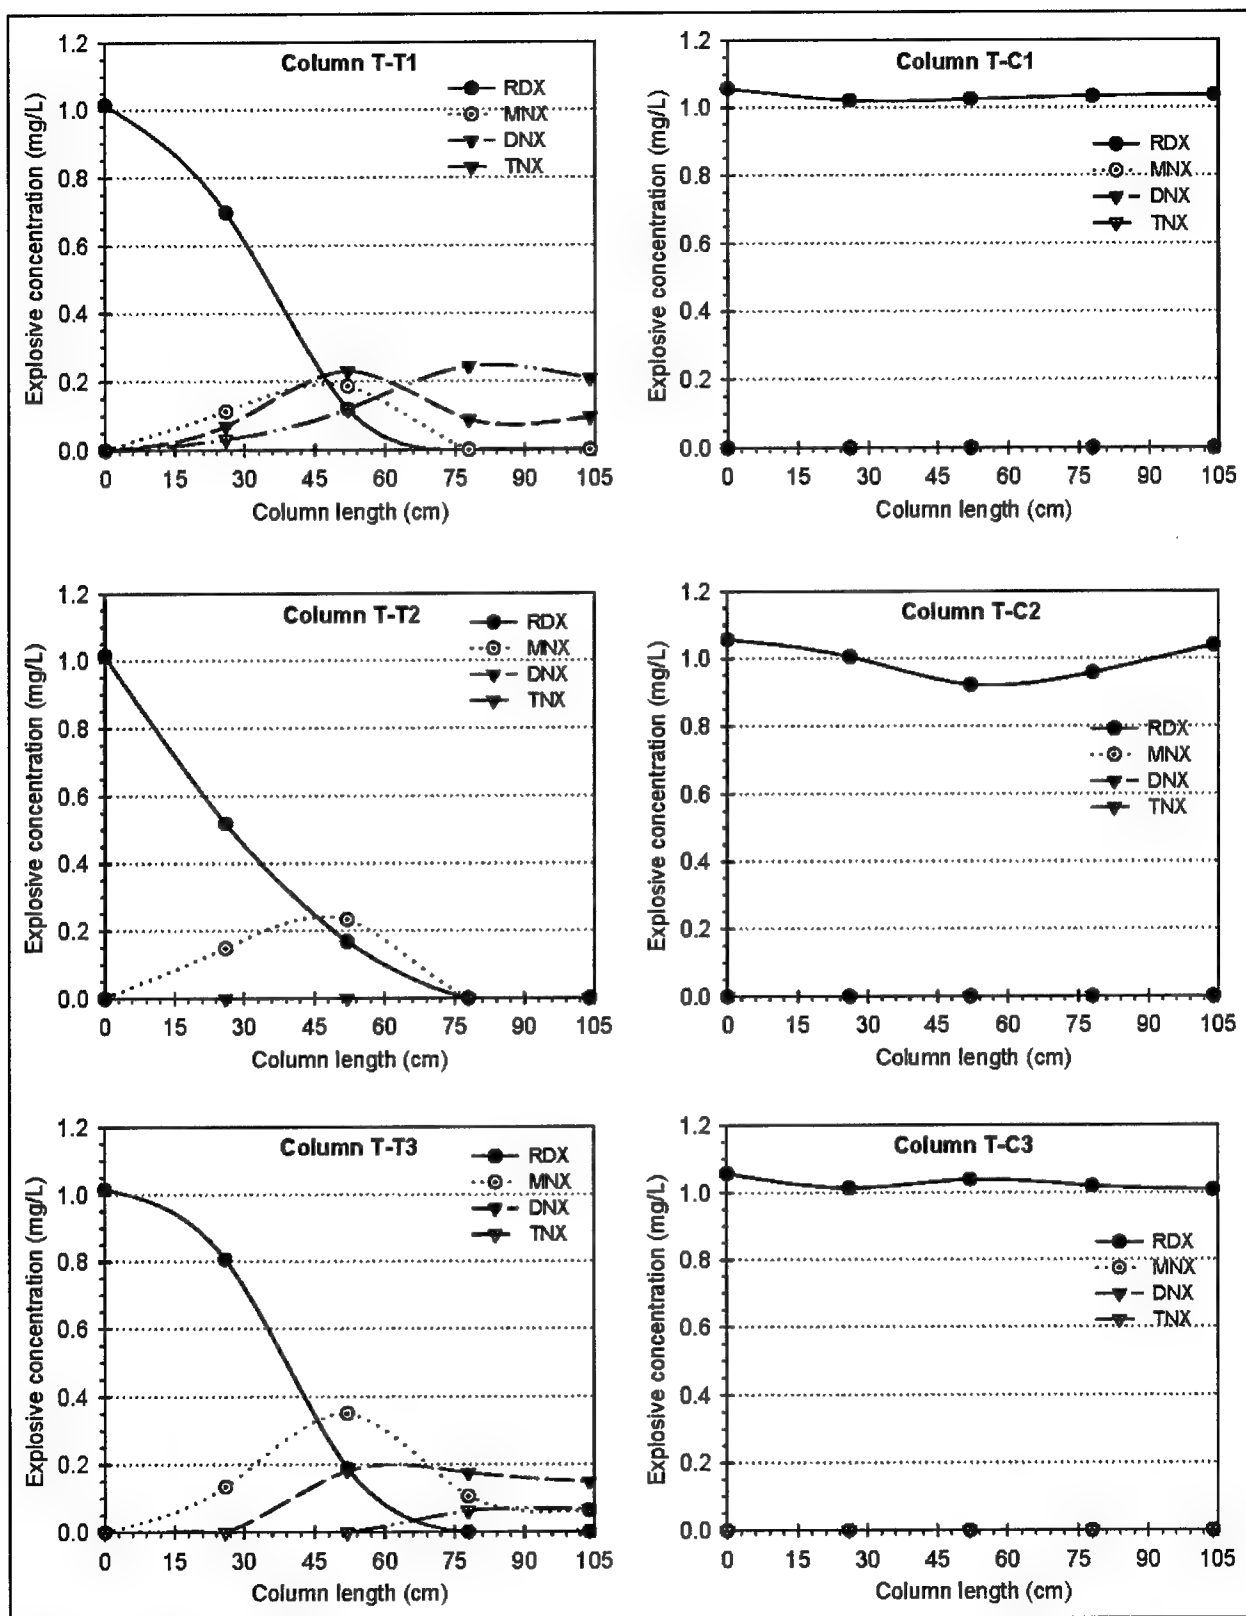 Column T-T1
RDX
MNX
DNX
TNX
Explosive concentration (mg/L)
1.2
1.0
0.8
0.6
0.4
0.2
0.0
0 15 30 45 60 75 90 105
Column length (cm)
Column T-C1
RDX
MNX
DNX
TNX
Explosive concentration (mg/L)
1.2
1.0
0.8
0.6
0.4
0.2
0.0
0 15 30 45 60 75 90 105
Column length (cm)
Column T-T2
RDX
MNX
DNX
TNX
Explosive concentration (mg/L)
1.2
1.0
0.8
0.6
0.4
0.2
0.0
0 15 30 45 60 75 90 105
Column length (cm)
Column T-C2
RDX
MNX
DNX
TNX
Explosive concentration (mg/L)
1.2
1.0
0.8
0.6
0.4
0.2
0.0
0 15 30 45 60 75 90 105
Column length (cm)
Column T-T3
RDX
MNX
DNX
TNX
Explosive concentration (mg/L)
1.2
1.0
0.8
0.6
0.4
0.2
0.0
0 15 30 45 60 75 90 105
Column length (cm)
Column T-C3
RDX
MNX
DNX
TNX
Explosive concentration (mg/L)
1.2
1.0
0.8
0.6
0.4
0.2
0.0
0 15 30 45 60 75 90 105
Column length (cm)